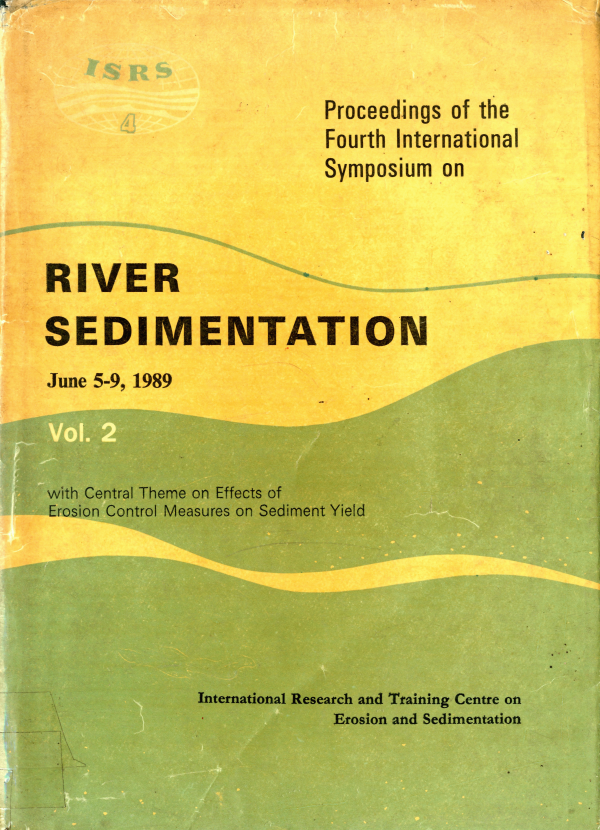 ISRS
4
Proceedings of the
Fourth International
Symposium on
RIVER
SEDIMENTATION
June 5-9, 1989
Vol. 2
with Central Theme on Effects of
Erosion Control Measures on Sediment Yield
International Research and Training Centre on
Erosion and Sedimentation